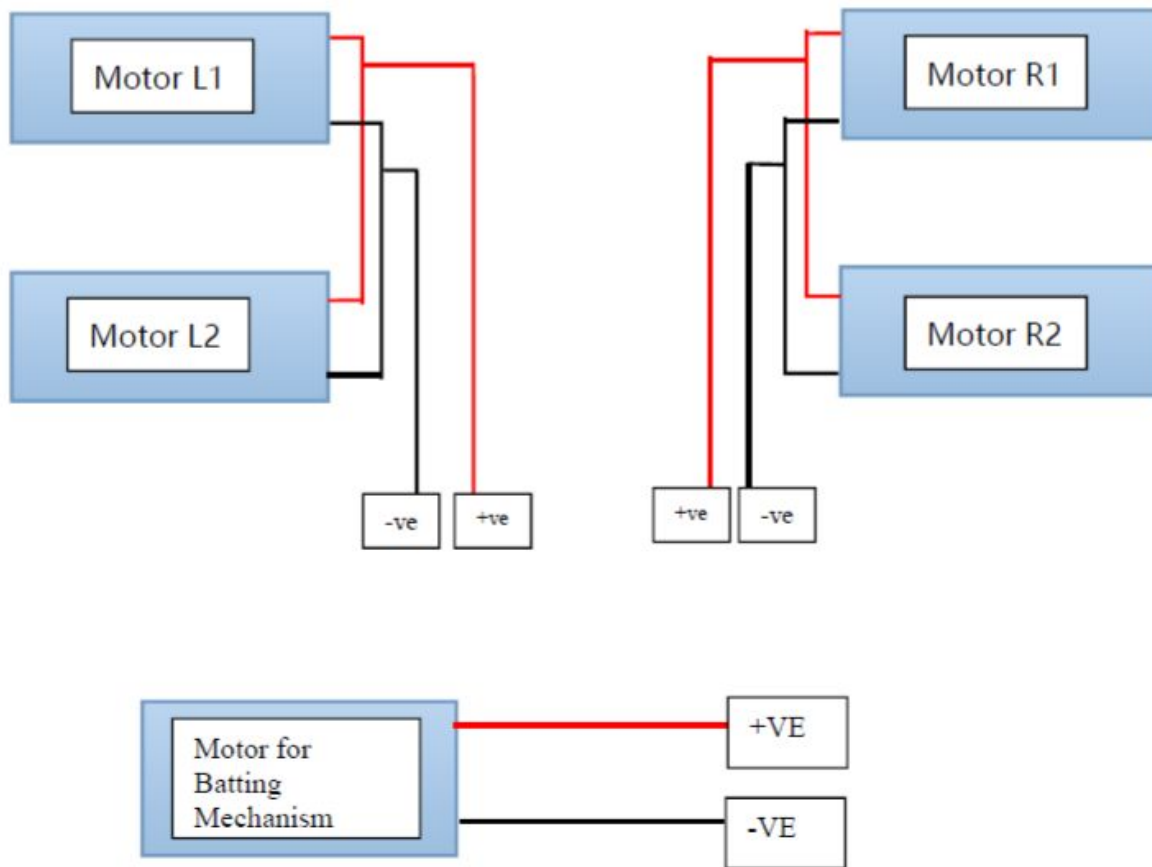 Motor L1
Motor R1
Motor L2
Motor R2
-ve
+ve
+ve
-ve
Motor for
Batting
Mechanism
+VE
-VE